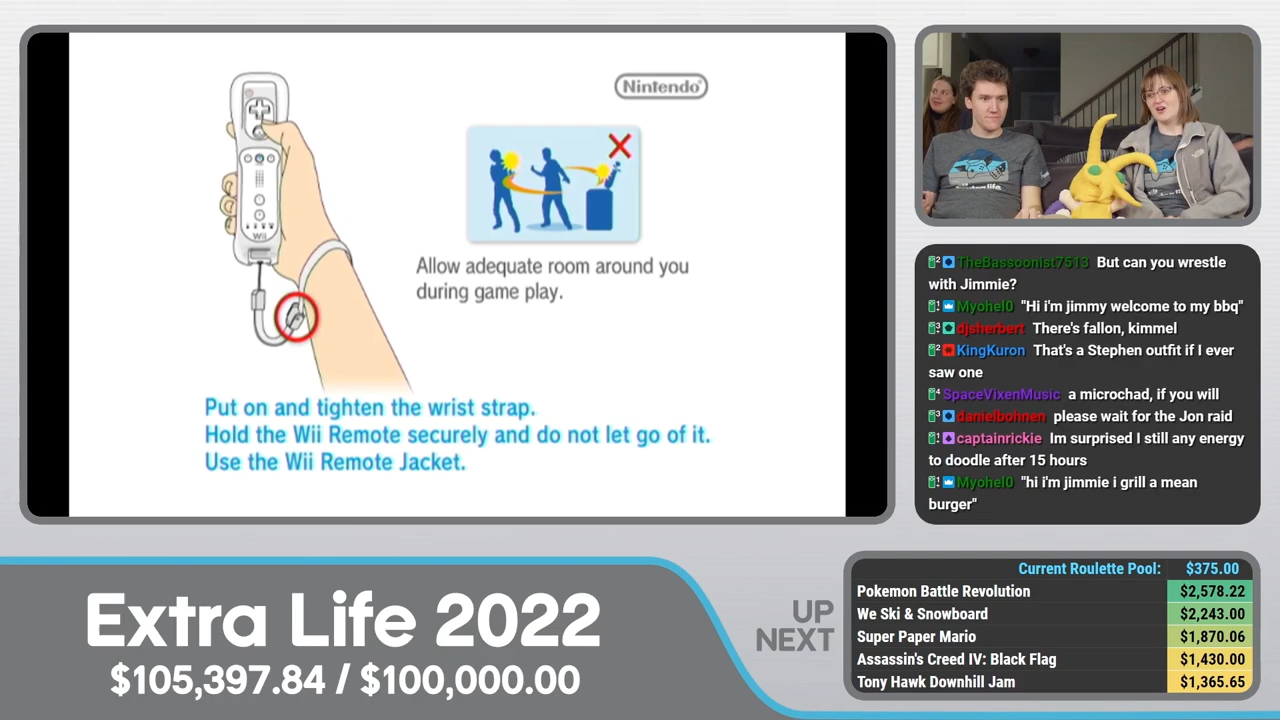 Nintendo
Allow adequate room around you
during game play.
Wii
Put on and tighten the wrist strap.
Hold the Wii Remote securely and do not let go of it.
Use the Wii Remote Jacket.
TheBassoonist7513 But can you wrestle
with Jimmie?
Myohel0 "Hi i'm jimmy welcome to my bbq"
djsherbert There's fallon, kimmel
KingKuron That's a Stephen outfit if I ever
saw one
SpaceVixenMusic a microchad, if you will
danielbohnen please wait for the Jon raid
captainrickie Im surprised I still any energy
to doodle after 15 hours
Myohel0 "hi i'm jimmie i grill a mean
burger"
Extra Life 2022
$105,397.84 / $100,000.00
UP
NEXT
Current Roulette Pool: $375.00
Pokemon Battle Revolution $2,578.22
We Ski & Snowboard $2,243.00
Super Paper Mario $1,870.06
Assassin's Creed IV: Black Flag $1,430.00
Tony Hawk Downhill Jam $1,365.65